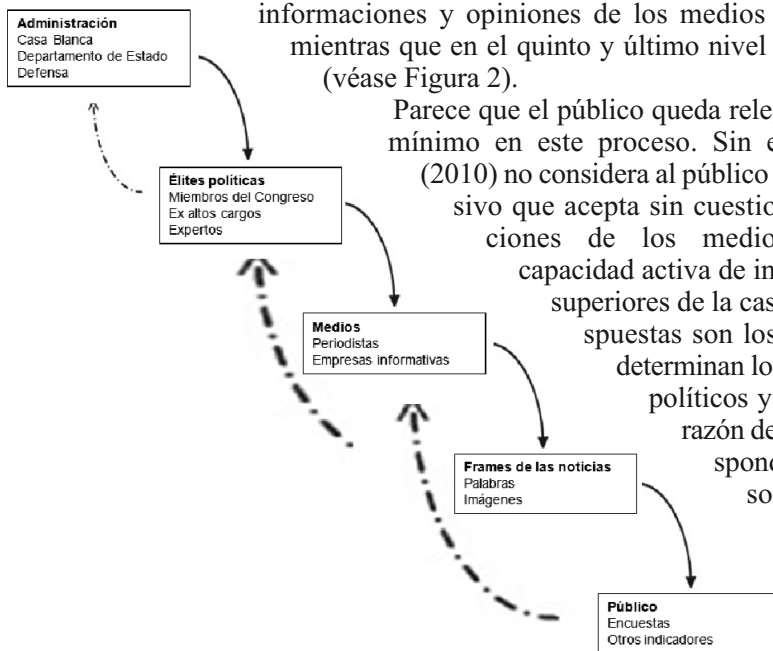 informaciones y opiniones de los medios
mientras que en el quinto y último nivel
(véase Figura 2).
Parece que el público queda rele
mínimo en este proceso. Sin e
(2010) no considera al público
sivo que acepta sin cuestio
ciones de los medio
capacidad activa de in
superiores de la cas
spuestas son los
determinan lo
políticos y
razón de
spond
so
Administración
Casa Blanca
Departamento de Estado
Defensa
Élites políticas
Miembros del Congreso
Ex altos cargos
Expertos
Medios
Periodistas
Empresas informativas
Frames de las noticias
Palabras
Imágenes
Público
Encuestas
Otros indicadores